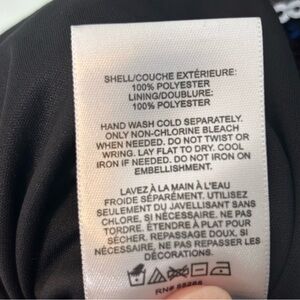 SHELL/COUCHE EXTÉRIEURE:
100% POLYESTER
LINING/DOUBLURE:
100% POLYESTER
HAND WASH COLD SEPARATELY.
ONLY NON-CHLORINE BLEACH
WHEN NEEDED. DO NOT TWIST OR
WRING. LAY FLAT TO DRY. COOL
IRON IF NEEDED. DO NOT IRON ON
EMBELLISHMENT.
LAVEZ À LA MAIN À L'EAU
FROIDE SÉPARÉMENT. UTILISEZ
SEULEMENT DU JAVELLISANT SANS
CHLORE, SI NÉCESSAIRE. NE PAS
TORDRE. ÉTENDRE À PLAT POUR
SÉCHER. REPASSAGE DOUX. SI
NÉCESSAIRE. NE PAS REPASSER LES
DÉCORATIONS.
RN#